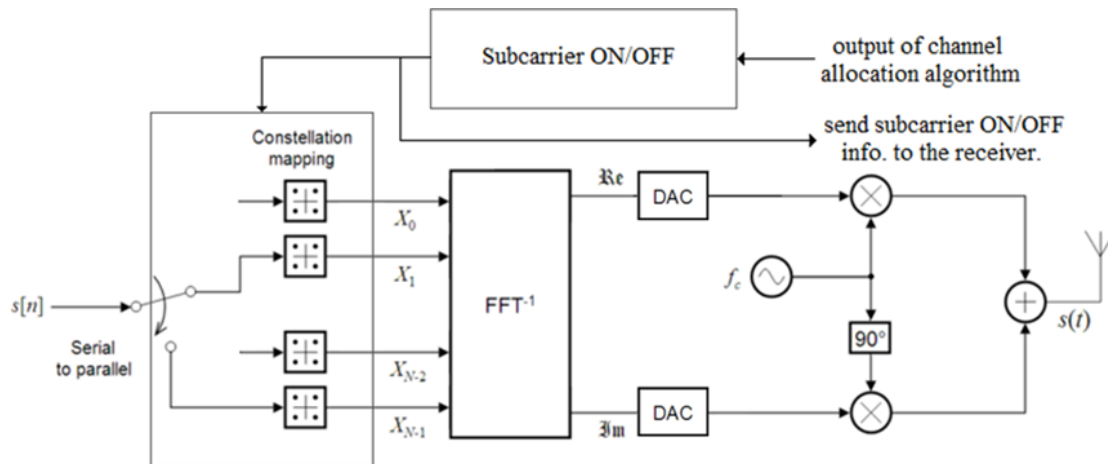 Subcarrier ON/OFF
output of channel
allocation algorithm
send subcarrier ON/OFF
info. to the receiver.
Constellation
mapping
X0
X1
XN-2
XN-1
s[n]
Serial
to parallel
FFT-1
ℜe
DAC
ℑm
DAC
fc
90°
s(t)